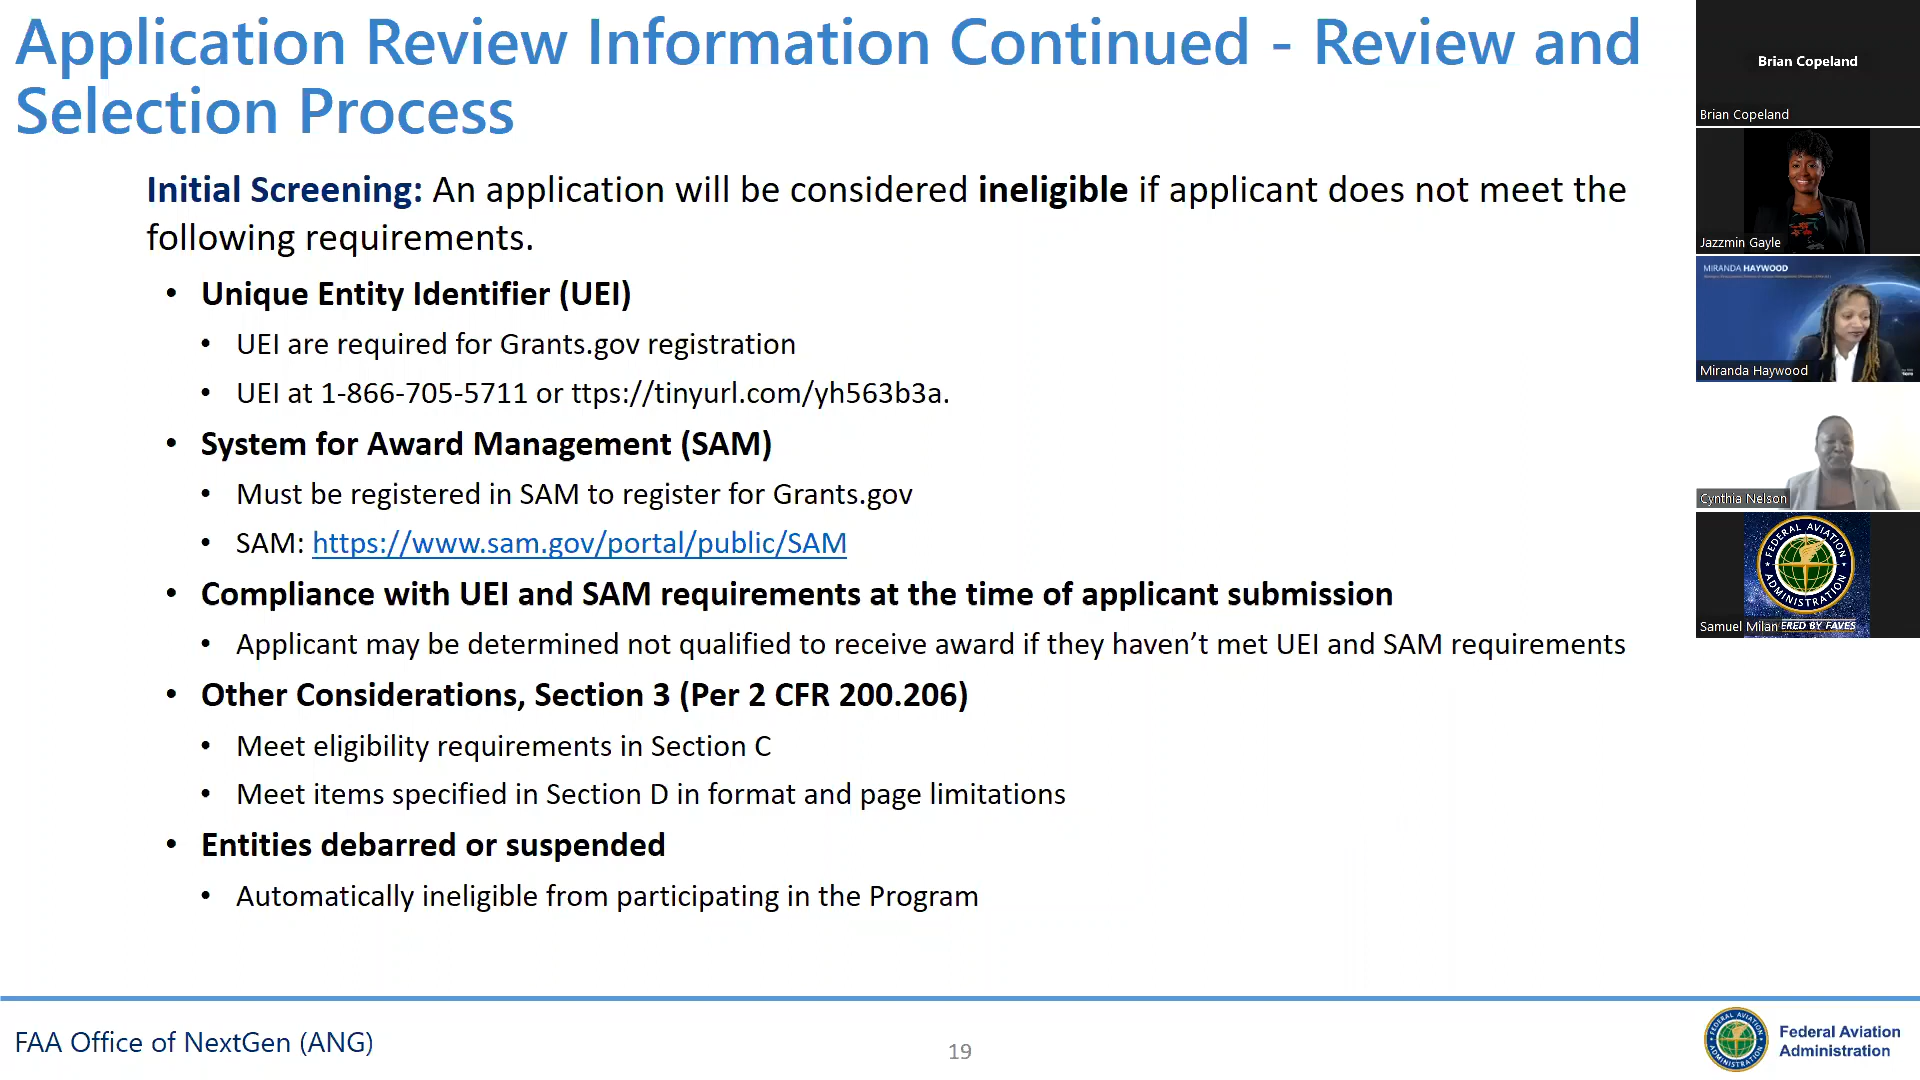 Application Review Information Continued - Review and
Selection Process
Initial Screening: An application will be considered ineligible if applicant does not meet the
following requirements.
• Unique Entity Identifier (UEI)
• UEI are required for Grants.gov registration
• UEI at 1-866-705-5711 or ttps://tinyurl.com/yh563b3a.
• System for Award Management (SAM)
• Must be registered in SAM to register for Grants.gov
• SAM: https://www.sam.gov/portal/public/SAM
• Compliance with UEI and SAM requirements at the time of applicant submission
• Applicant may be determined not qualified to receive award if they haven’t met UEI and SAM requirements
• Other Considerations, Section 3 (Per 2 CFR 200.206)
• Meet eligibility requirements in Section C
• Meet items specified in Section D in format and page limitations
• Entities debarred or suspended
• Automatically ineligible from participating in the Program
FAA Office of NextGen (ANG)
19
Federal Aviation
Administration
Brian Copeland
Brian Copeland
Jazzmin Gayle
MIRANDA HAYWOOD
Miranda Haywood
Cynthia Nelson
FEDERAL AVIATION
ADMINISTRATION
Samuel Milan
ERED BY FAVES